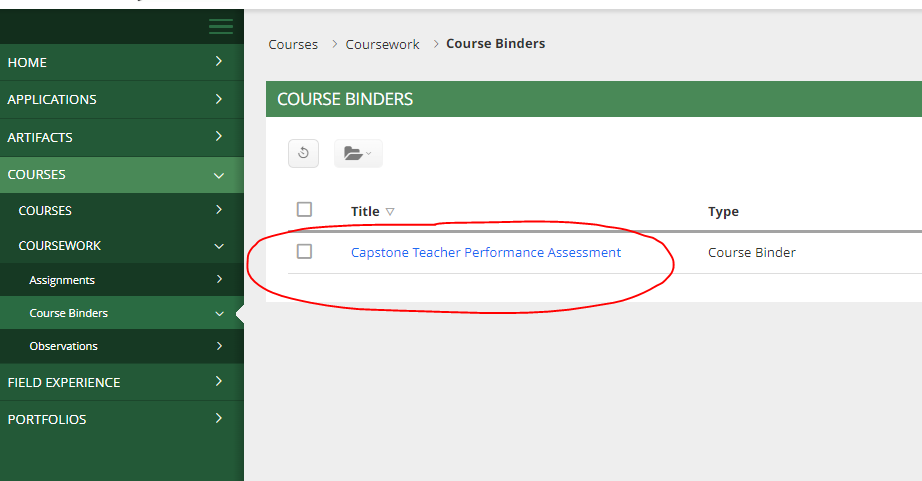 Courses > Coursework > Course Binders
HOME
APPLICATIONS
ARTIFACTS
COURSES
COURSES
COURSEWORK
Assignments
Course Binders
Observations
FIELD EXPERIENCE
PORTFOLIOS
COURSE BINDERS
Title Type
Capstone Teacher Performance Assessment Course Binder